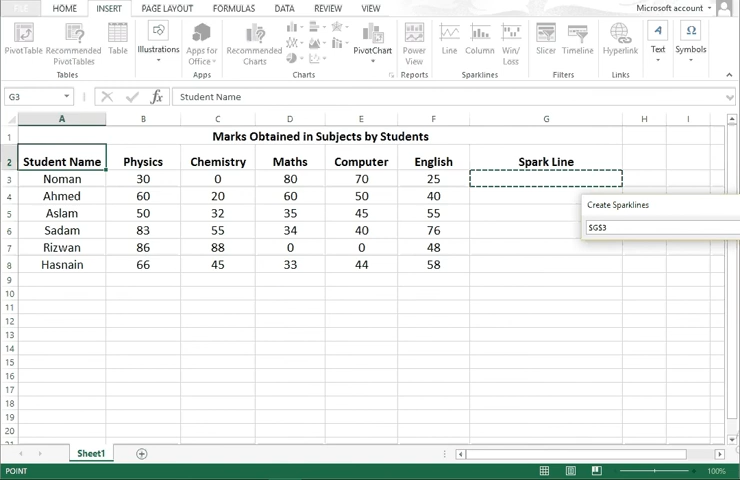 FILE HOME INSERT PAGE LAYOUT FORMULAS DATA REVIEW VIEW Microsoft account
PivotTable Recommended PivotTables Table Illustrations Apps for Office Recommended Charts PivotChart Power View Line Column Win/Loss Slicer Timeline Hyperlink Text Symbols
Tables Apps Charts Reports Sparklines Filters Links
G3 fx Student Name
A B C D E F G H I
1 Marks Obtained in Subjects by Students
2 Student Name Physics Chemistry Maths Computer English Spark Line
3 Noman 30 0 80 70 25
4 Ahmed 60 20 60 50 40
Create Sparklines
5 Aslam 50 32 35 45 55
$G$3
6 Sadam 83 55 34 40 76
7 Rizwan 86 88 0 0 48
8 Hasnain 66 45 33 44 58
9
10
11
12
13
14
15
16
17
18
19
20
21
Sheet1
POINT 100%